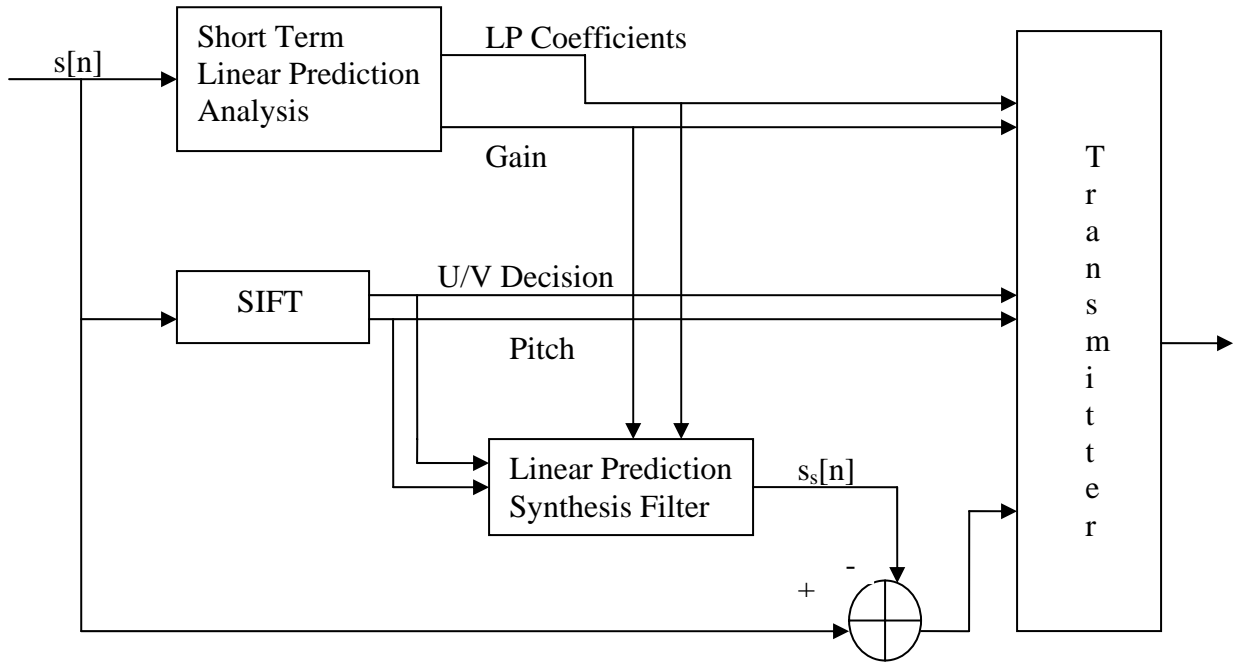 s[n]
Short Term
Linear Prediction
Analysis
LP Coefficients
Gain
SIFT
U/V Decision
Pitch
Linear Prediction
Synthesis Filter
sₛ[n]
-
+
T
r
a
n
s
m
i
t
t
e
r